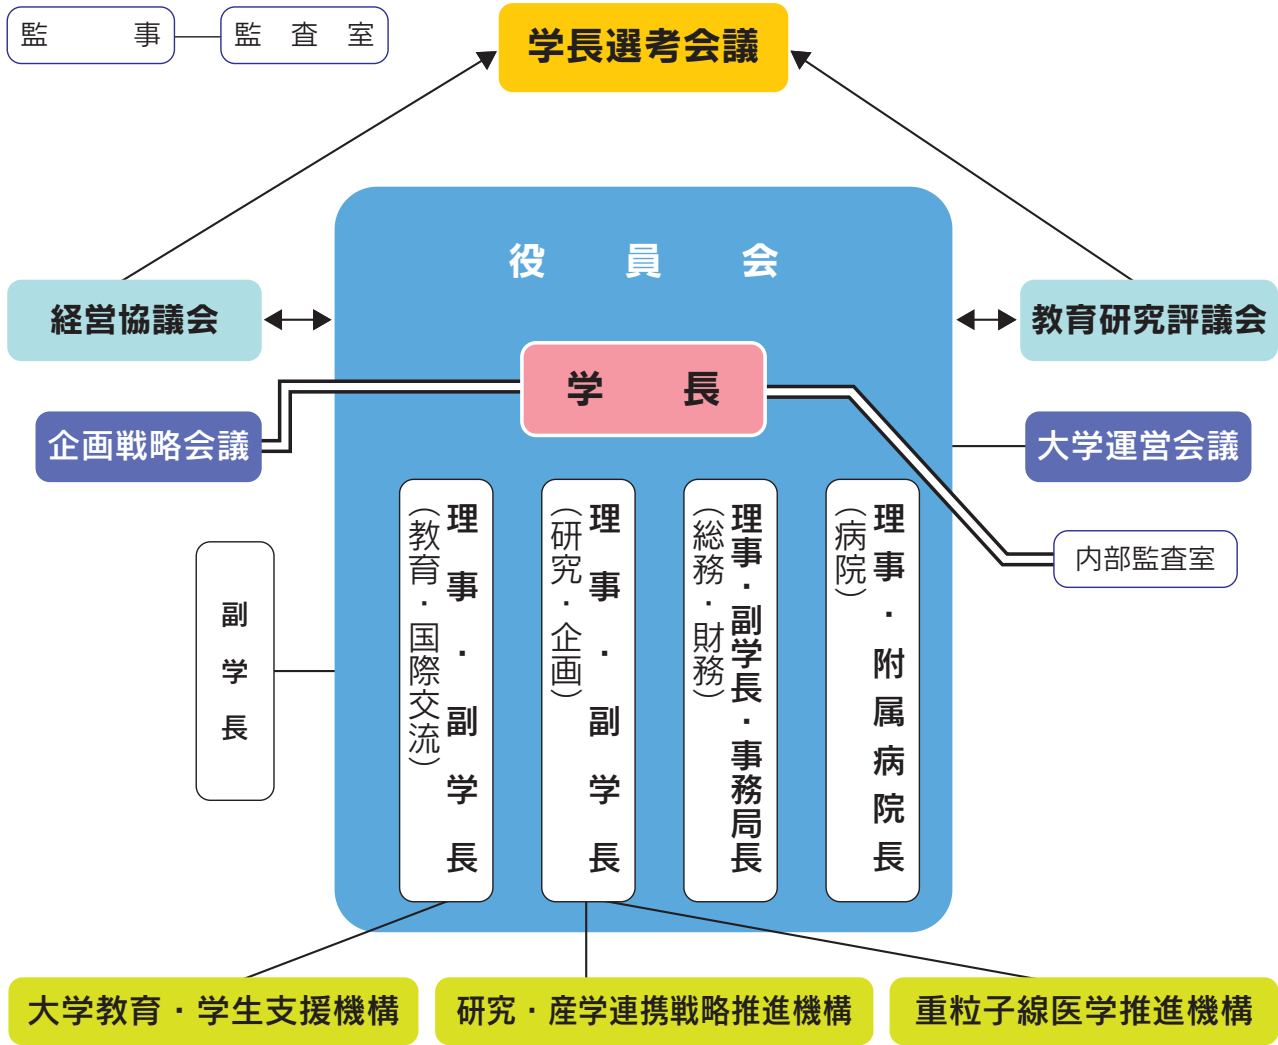 監事
監査室
学長選考会議
役員会
経営協議会
教育研究評議会
学長
企画戦略会議
大学運営会議
内部監査室
副学長
理事・副学長
（教育・国際交流）
理事・副学長
（研究・企画）
理事・副学長・事務局長
（総務・財務）
理事・附属病院長
（病院）
大学教育・学生支援機構
研究・産学連携戦略推進機構
重粒子線医学推進機構